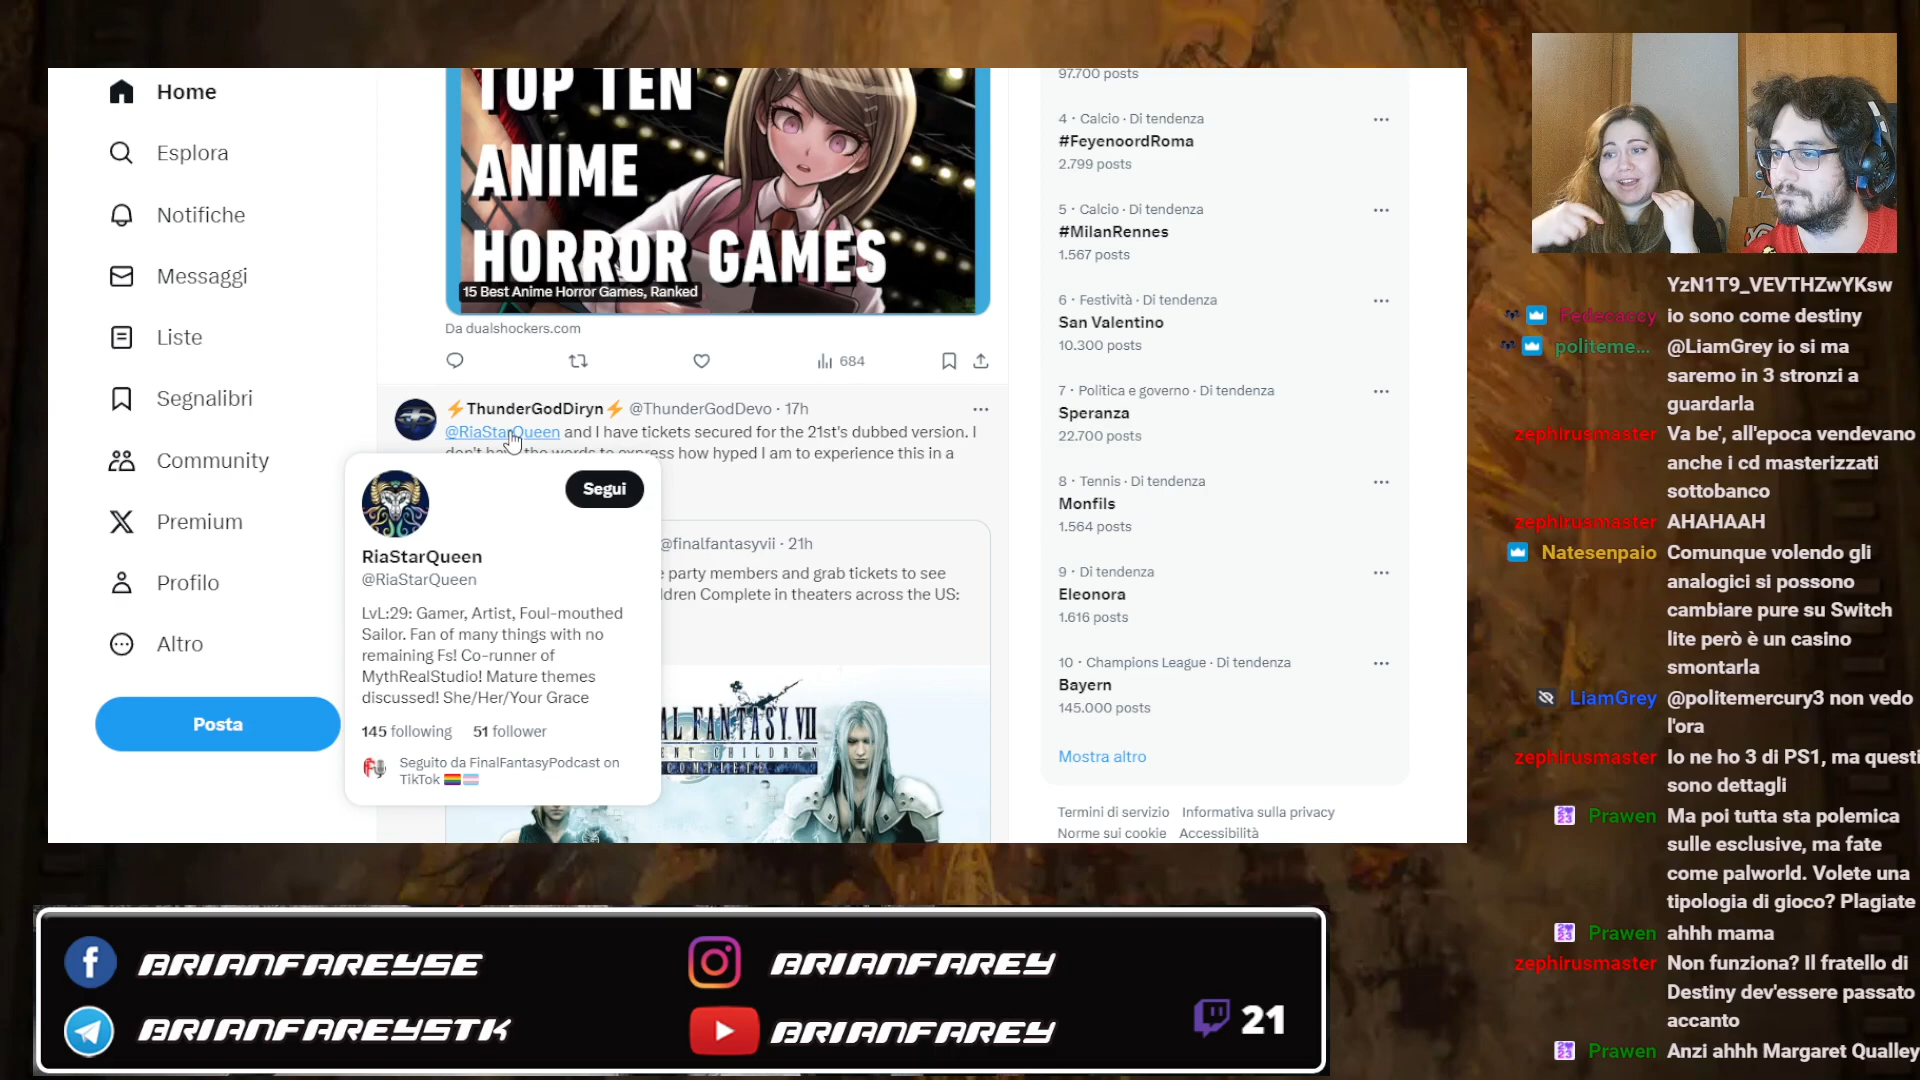 Home
Esplora
Notifiche
Messaggi
Liste
Segnalibri
Community
Premium
Profilo
Altro
Posta
TOP TEN
ANIME
HORROR GAMES
15 Best Anime Horror Games, Ranked
Da dualshockers.com
684
⚡ThunderGodDiryn⚡ @ThunderGodDevo · 17h
@RiaStarQueen and I have tickets secured for the 21st's dubbed version. I
don't have the words to express how hyped I am to experience this in a
Segui
RiaStarQueen
@RiaStarQueen
LvL:29: Gamer, Artist, Foul-mouthed
Sailor. Fan of many things with no
remaining Fs! Co-runner of
MythRealStudio! Mature themes
discussed! She/Her/Your Grace
145 following 51 follower
Seguito da FinalFantasyPodcast on
TikTok 🏳️‍🌈🏳️‍⚧️
@finalfantasyvii · 21h
party members and grab tickets to see
Complete in theaters across the US:
AL FANTASY VII
ENT CHILDREN
COMPLETE
97.700 posts
4 · Calcio · Di tendenza
#FeyenoordRoma
2.799 posts
5 · Calcio · Di tendenza
#MilanRennes
1.567 posts
6 · Festività · Di tendenza
San Valentino
10.300 posts
7 · Politica e governo · Di tendenza
Speranza
22.700 posts
8 · Tennis · Di tendenza
Monfils
1.564 posts
9 · Di tendenza
Eleonora
1.616 posts
10 · Champions League · Di tendenza
Bayern
145.000 posts
Mostra altro
Termini di servizio Informativa sulla privacy
Norme sui cookie Accessibilità
YzN1T9_VEVTHZwYKsw
Fedecaccy io sono come destiny
politeme... @LiamGrey io si ma
saremo in 3 stronzi a
guardarla
zephirusmaster Va be', all'epoca vendevano
anche i cd masterizzati
sottobanco
zephirusmaster AHAHAAH
Natesenpaio Comunque volendo gli
analogici si possono
cambiare pure su Switch
lite però è un casino
smontarla
LiamGrey @politemercury3 non vedo
l'ora
zephirusmaster Io ne ho 3 di PS1, ma questi
sono dettagli
Prawen Ma poi tutta sta polemica
sulle esclusive, ma fate
come palworld. Volete una
tipologia di gioco? Plagiate
Prawen ahhh mama
zephirusmaster Non funziona? Il fratello di
Destiny dev'essere passato
accanto
Prawen Anzi ahhh Margaret Qualley
BRIANFAREYSE
BRIANFAREY
BRIANFAREYSTK
BRIANFAREY
21